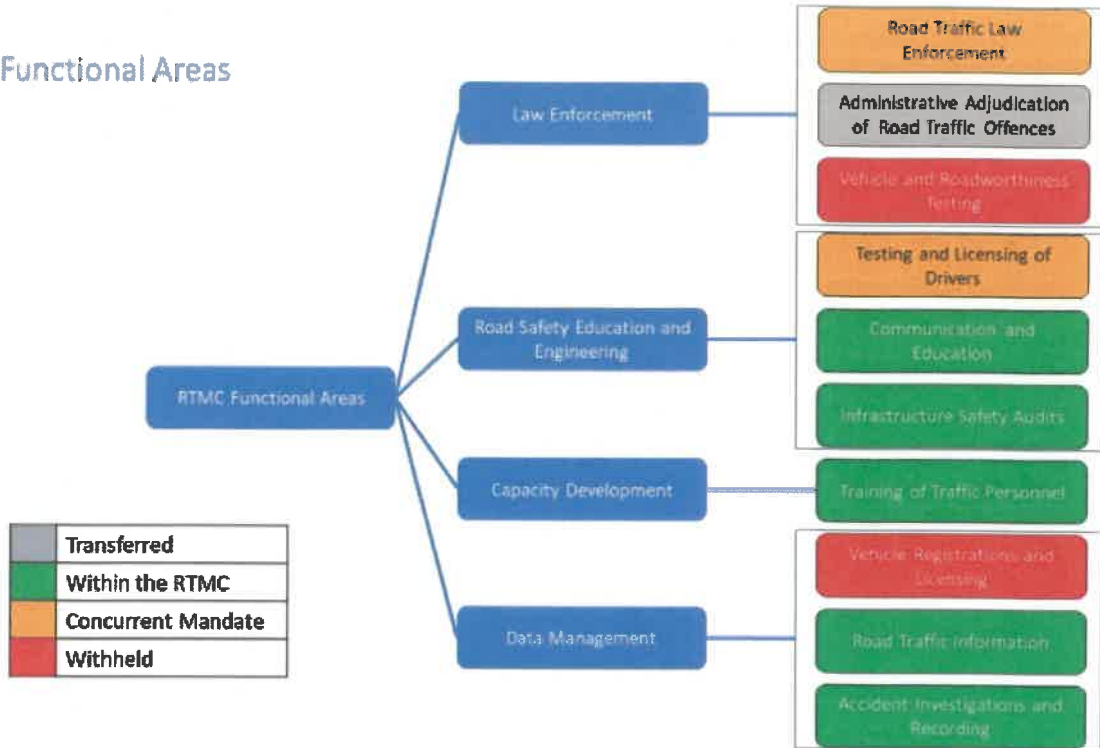 Functional Areas
Road Traffic Law
Enforcement
Law Enforcement
Administrative Adjudication
of Road Traffic Offences
Vehicle and Roadworthiness
Testing
Testing and Licensing of
Drivers
Road Safety Education and
Engineering
Communication and
Education
RTMC Functional Areas
Infrastructure Safety Audits
Capacity Development
Training of Traffic Personnel
Transferred
Within the RTMC
Concurrent Mandate
Withheld
Vehicle Registrations and
Licensing
Data Management
Road Traffic Information
Accident Investigations and
Recording